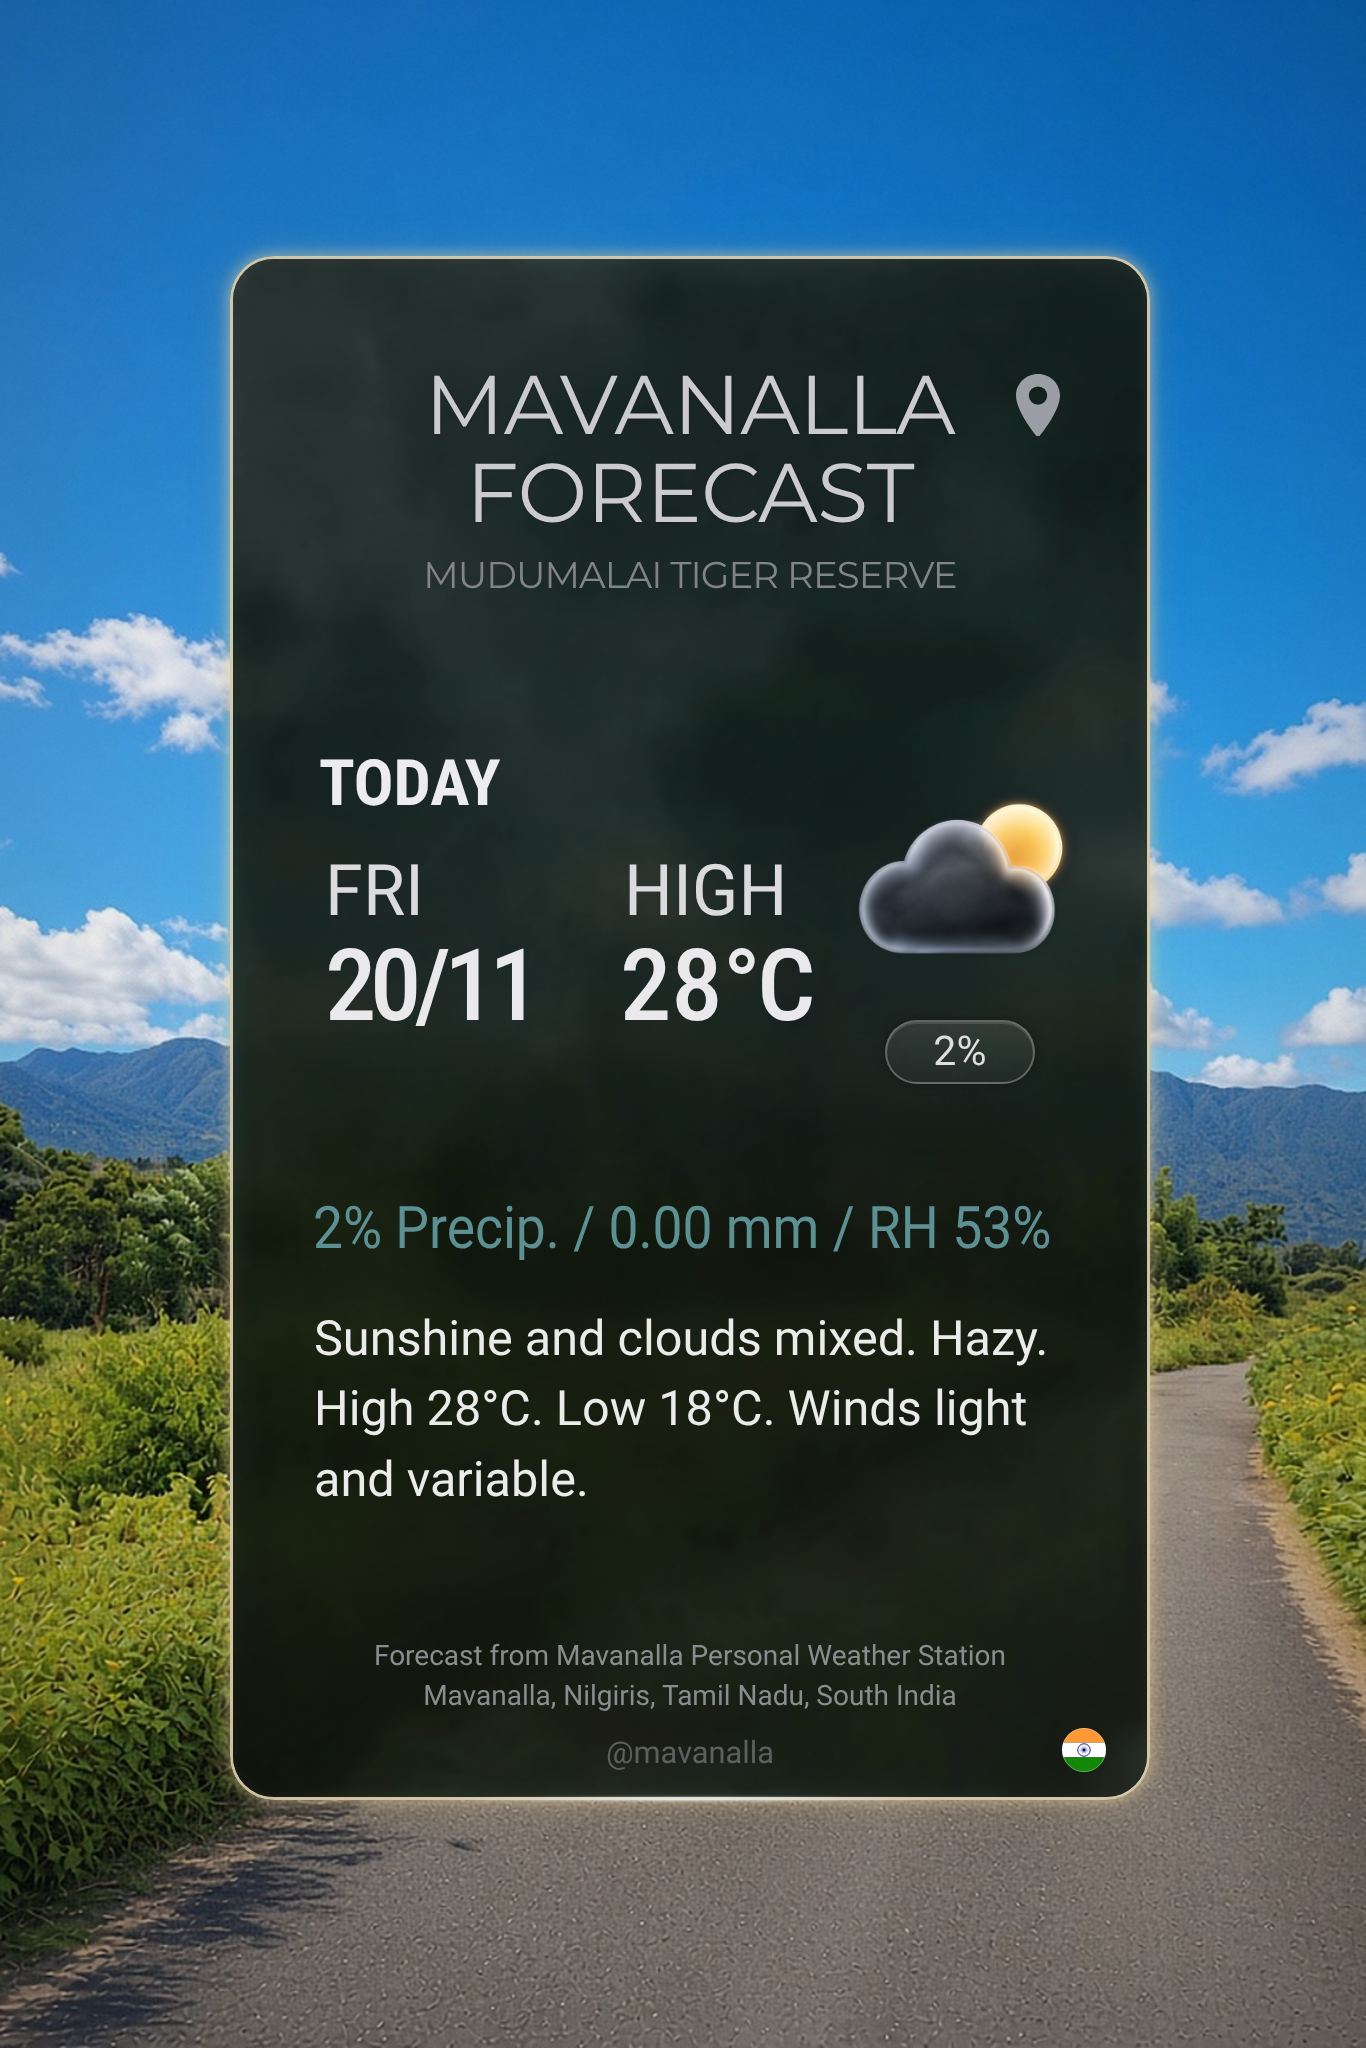 MAVANALLA
FORECAST
MUDUMALAI TIGER RESERVE
TODAY
FRI
20/11
HIGH
28°C
2%
2% Precip. / 0.00 mm / RH 53%
Sunshine and clouds mixed. Hazy.
High 28°C. Low 18°C. Winds light
and variable.
Forecast from Mavanalla Personal Weather Station
Mavanalla, Nilgiris, Tamil Nadu, South India
@mavanalla